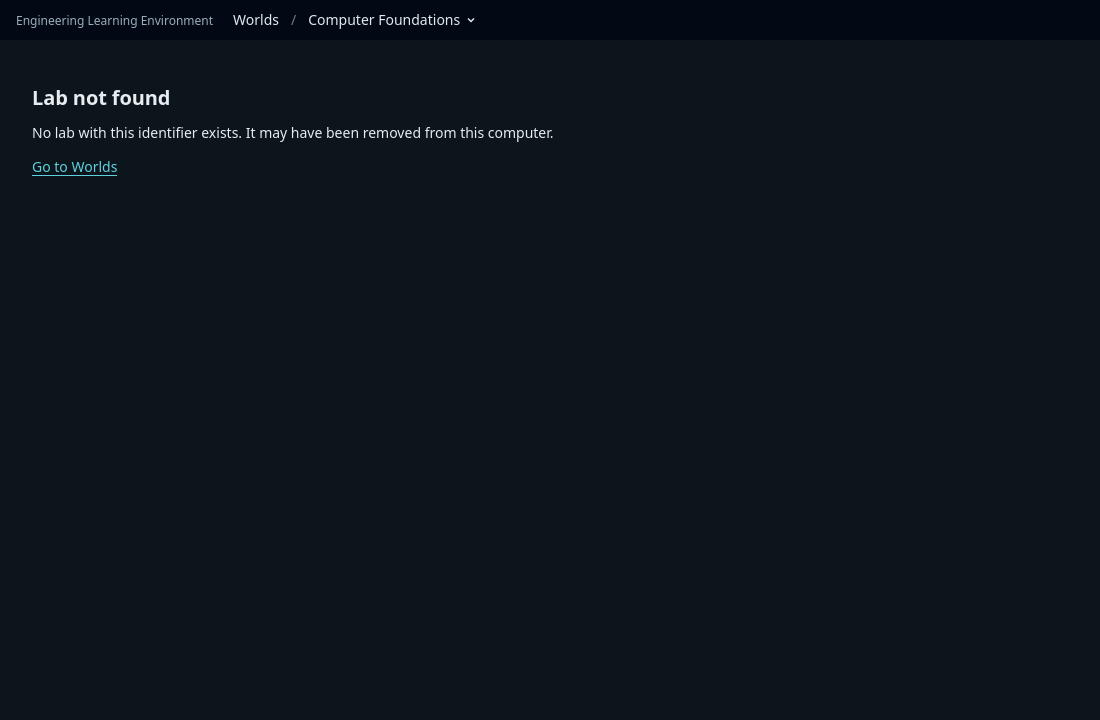 Engineering Learning Environment Worlds / Computer Foundations
Lab not found
No lab with this identifier exists. It may have been removed from this computer.
Go to Worlds